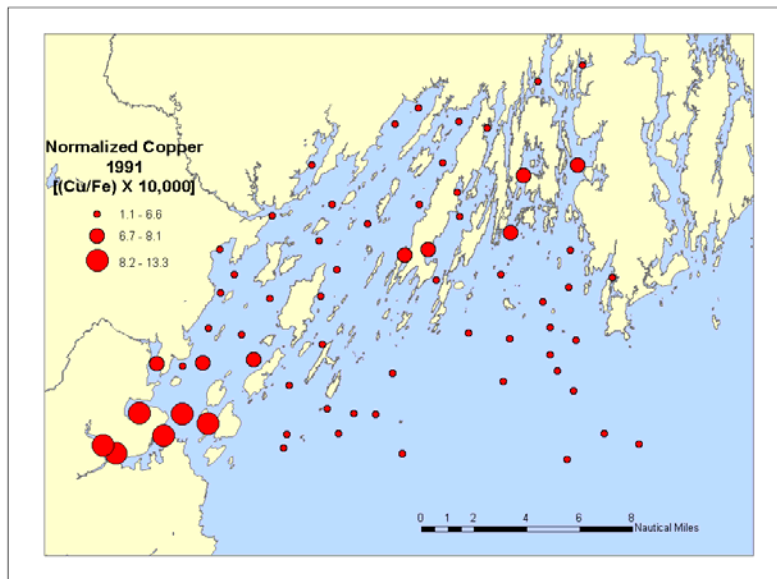 Normalized Copper
1991
[(Cu/Fe) X 10,000]
1.1 - 6.6
6.7 - 8.1
8.2 - 13.3
0 1 2 4 6 8
Nautical Miles